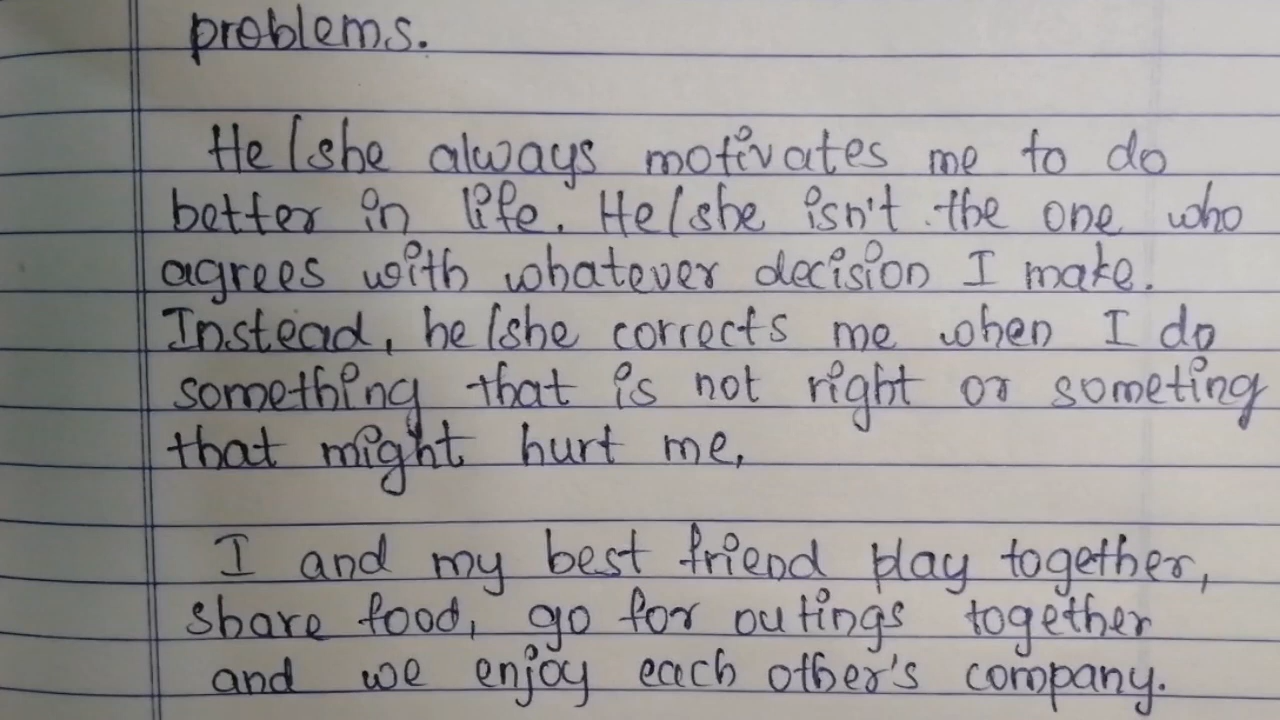 problems.
He/she always motivates me to do
better in life. He/she isn't the one who
agrees with whatever decision I make.
Instead, he/she corrects me when I do
something that is not right or someting
that might hurt me,
I and my best friend play together,
share food, go for outings together
and we enjoy each other's company.